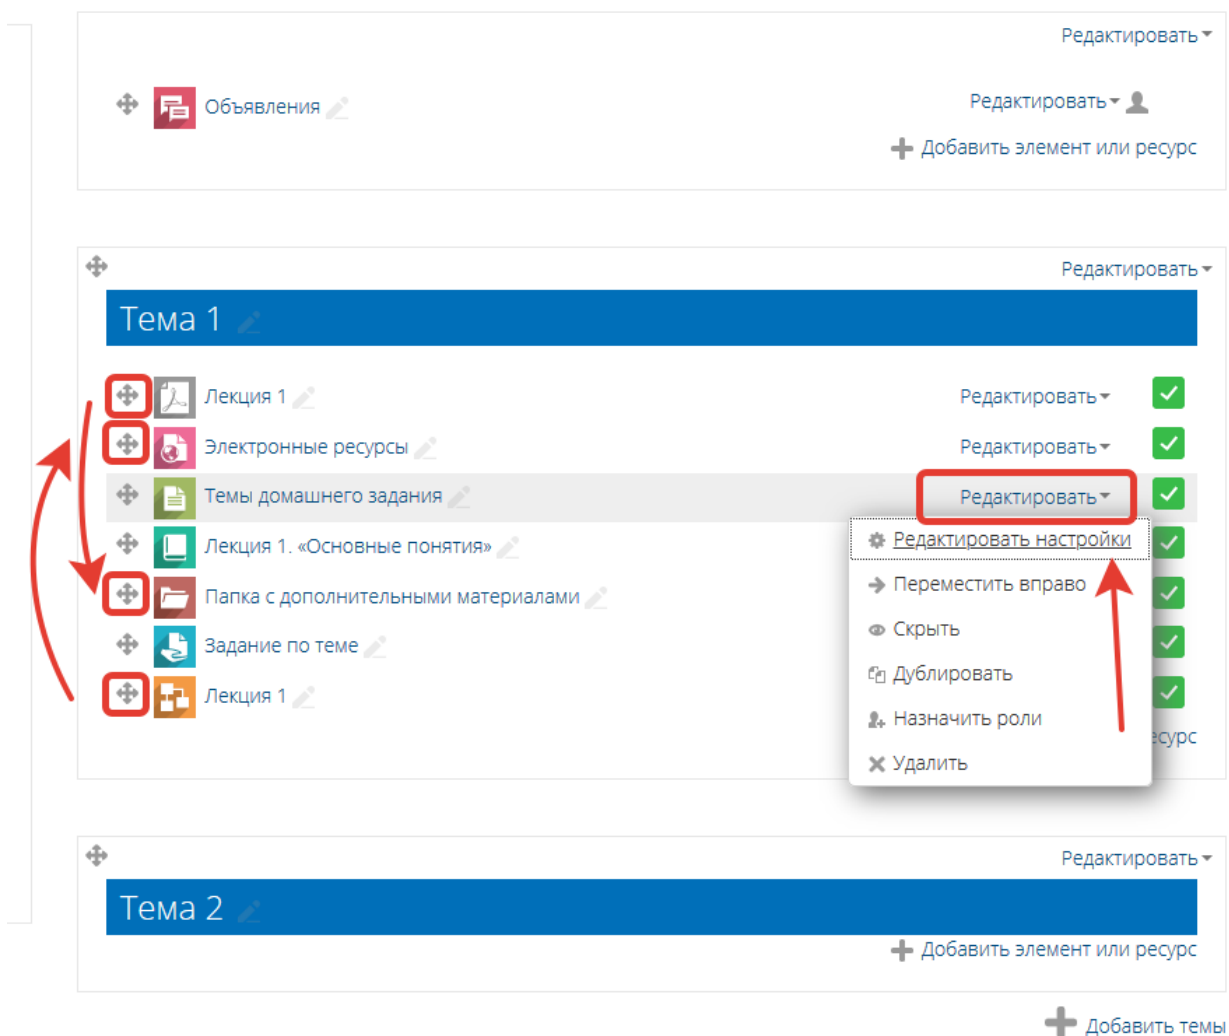 Редактировать
Объявления Редактировать
Добавить элемент или ресурс
Редактировать
Тема 1
Лекция 1 Редактировать
Электронные ресурсы Редактировать
Темы домашнего задания Редактировать
Лекция 1. «Основные понятия» Редактировать настройки
Переместить вправо
Папка с дополнительными материалами
Скрыть
Задание по теме
Дублировать
Лекция 1
Назначить роли
Удалить
Редактировать
Тема 2
Добавить элемент или ресурс
Добавить темы